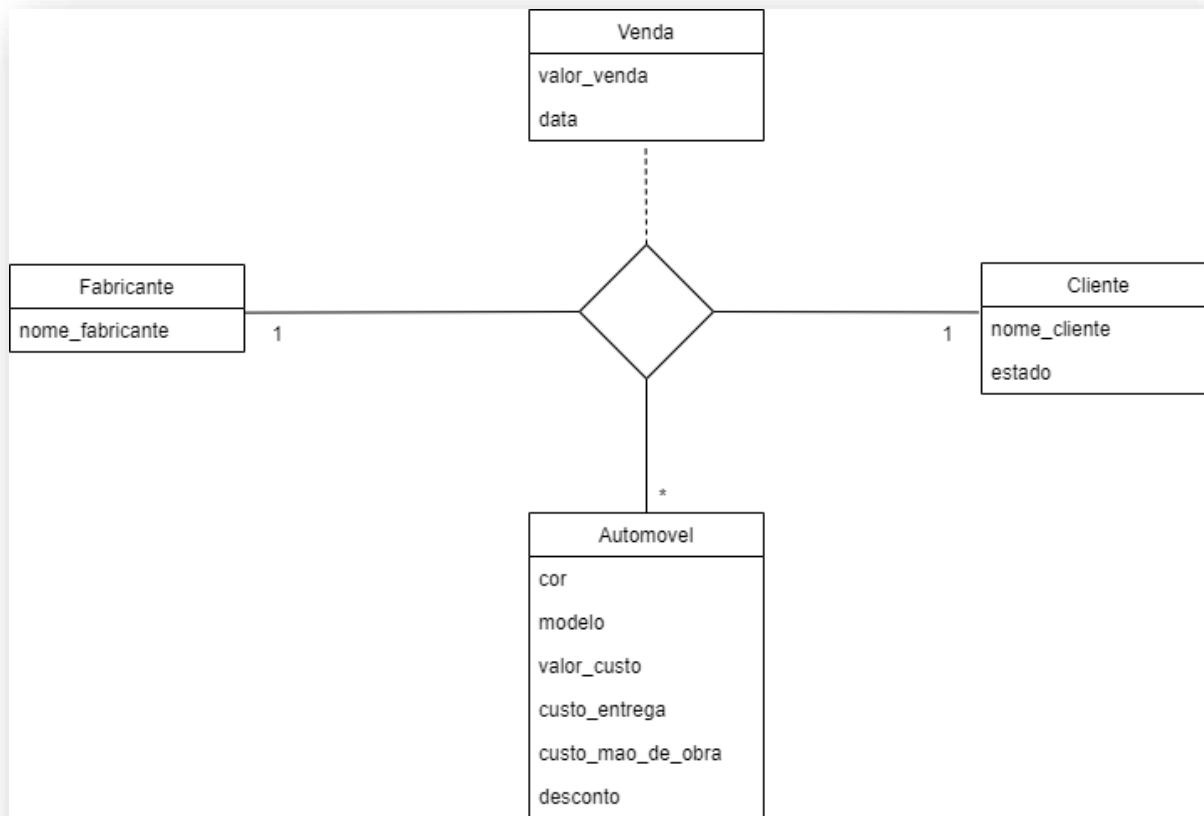 Venda
valor_venda
data
Fabricante
nome_fabricante
1
1
Cliente
nome_cliente
estado
*
Automovel
cor
modelo
valor_custo
custo_entrega
custo_mao_de_obra
desconto